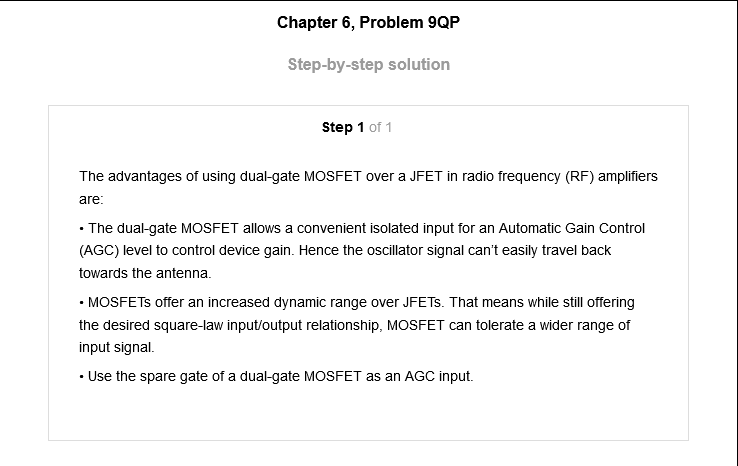 Chapter 6, Problem 9QP
Step-by-step solution
Step 1 of 1
The advantages of using dual-gate MOSFET over a JFET in radio frequency (RF) amplifiers
are:
• The dual-gate MOSFET allows a convenient isolated input for an Automatic Gain Control
(AGC) level to control device gain. Hence the oscillator signal can't easily travel back
towards the antenna.
• MOSFETs offer an increased dynamic range over JFETs. That means while still offering
the desired square-law input/output relationship, MOSFET can tolerate a wider range of
input signal.
• Use the spare gate of a dual-gate MOSFET as an AGC input.